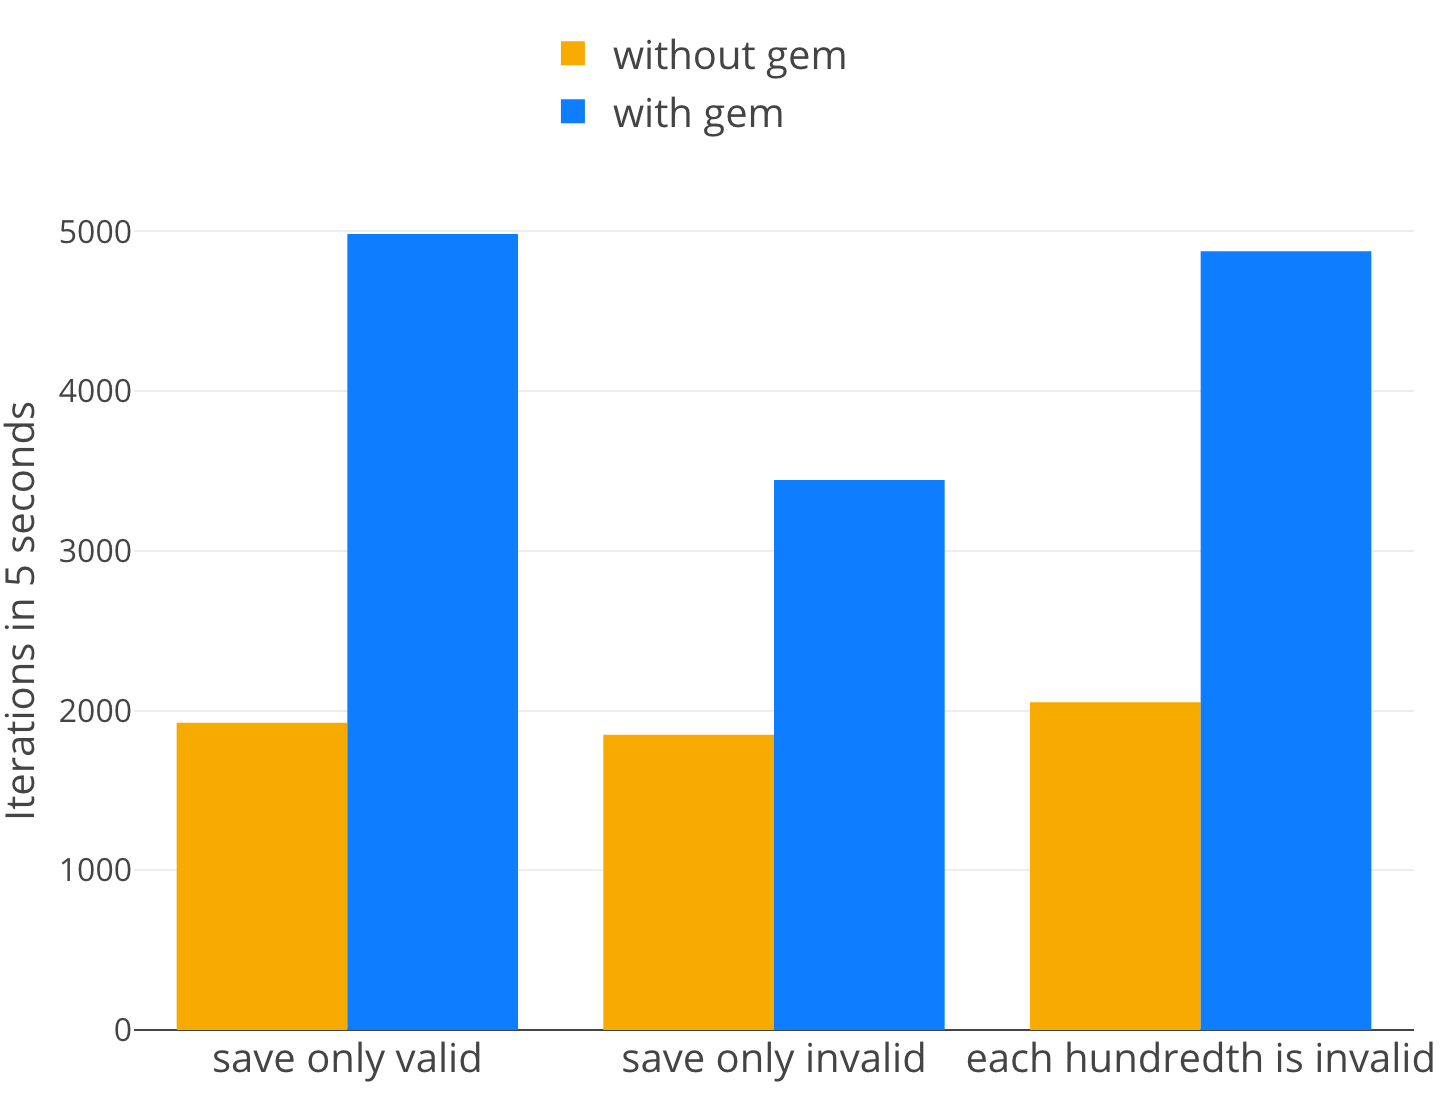 without gem
with gem
5000
4000
3000
2000
1000
0
Iterations in 5 seconds
save only valid
save only invalid
each hundredth is invalid